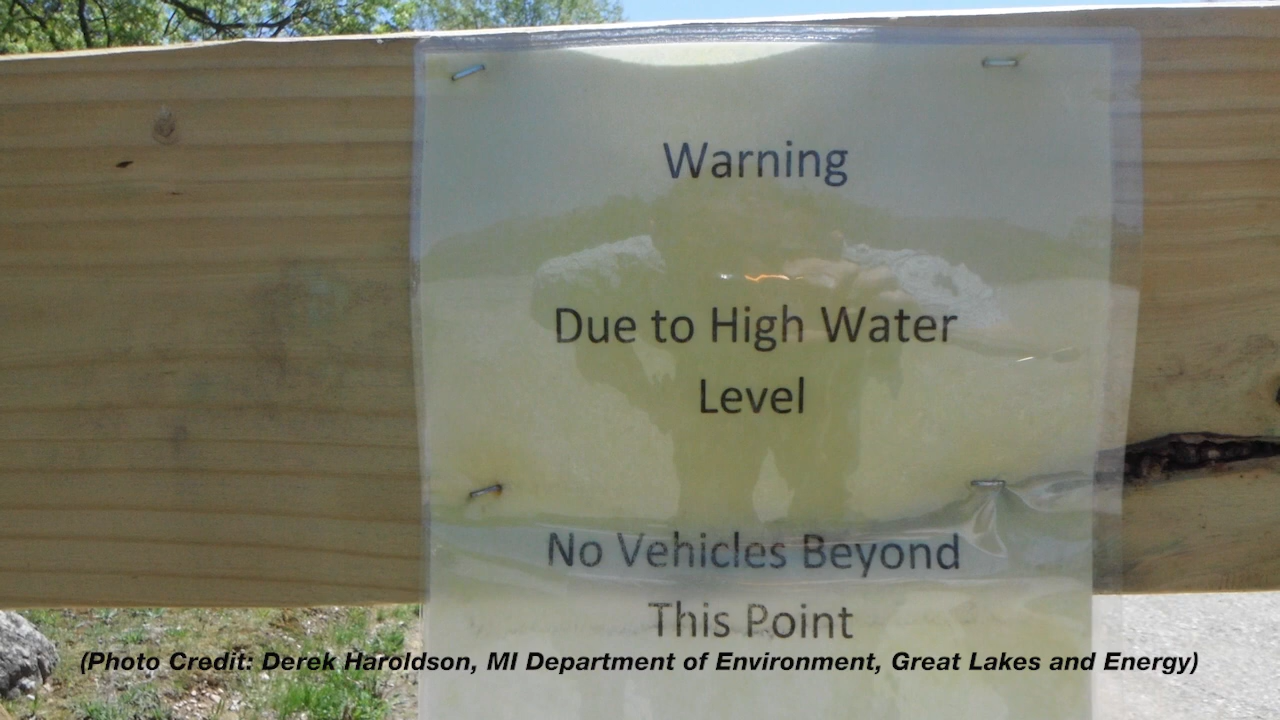 Warning
Due to High Water
Level
No Vehicles Beyond
This Point
(Photo Credit: Derek Haroldson, MI Department of Environment, Great Lakes and Energy)